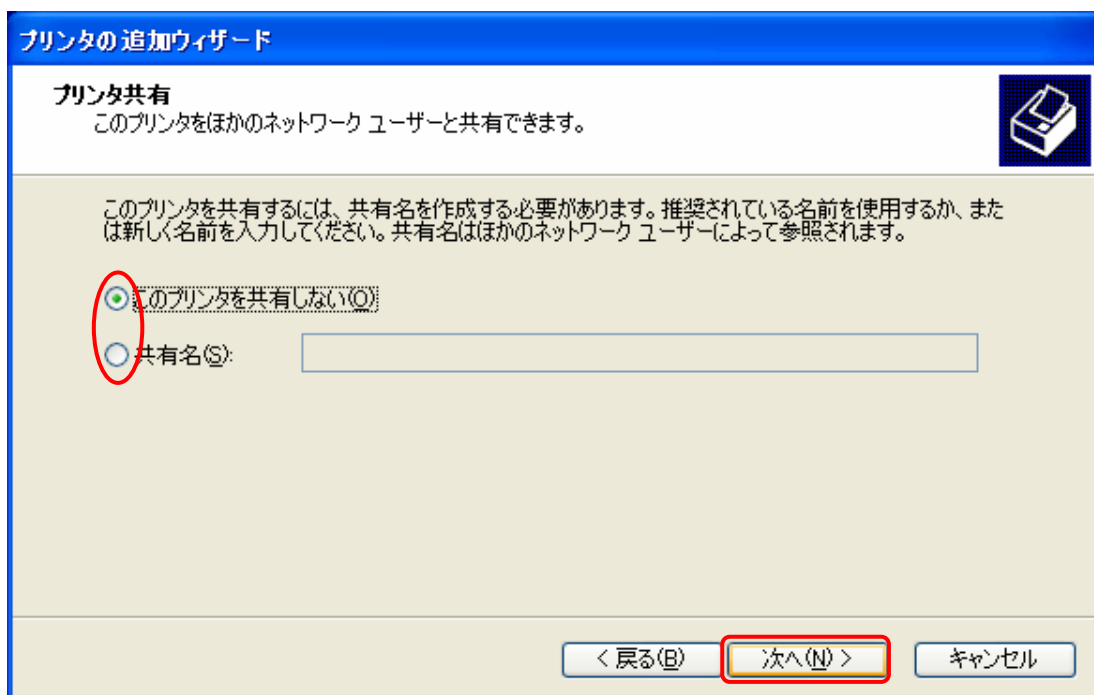 プリンタの追加ウィザード
プリンタ共有
このプリンタをほかのネットワーク ユーザーと共有できます。
このプリンタを共有するには、共有名を作成する必要があります。推奨されている名前を使用するか、また
は新しく名前を入力してください。共有名はほかのネットワーク ユーザーによって参照されます。
このプリンタを共有しない(O)
共有名(S):
< 戻る(B) 次へ(N) > キャンセル